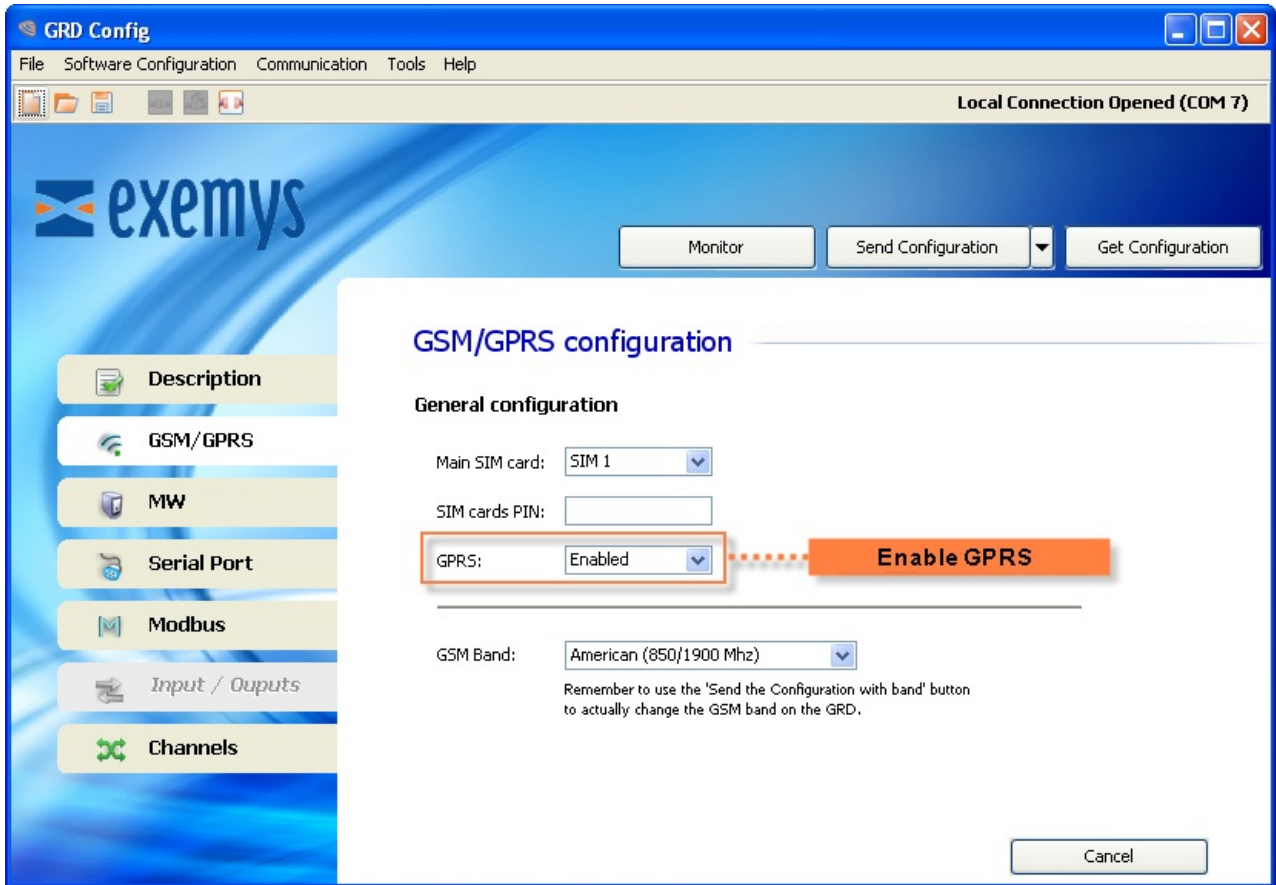 GRD Config
File Software Configuration Communication Tools Help
Local Connection Opened (COM 7)
exemys
Monitor
Send Configuration
Get Configuration
GSM/GPRS configuration
Description
General configuration
GSM/GPRS
Main SIM card: SIM 1
MW
SIM cards PIN:
Serial Port
GPRS: Enabled
Enable GPRS
Modbus
GSM Band: American (850/1900 Mhz)
Input / Ouputs
Remember to use the 'Send the Configuration with band' button
to actually change the GSM band on the GRD.
Channels
Cancel